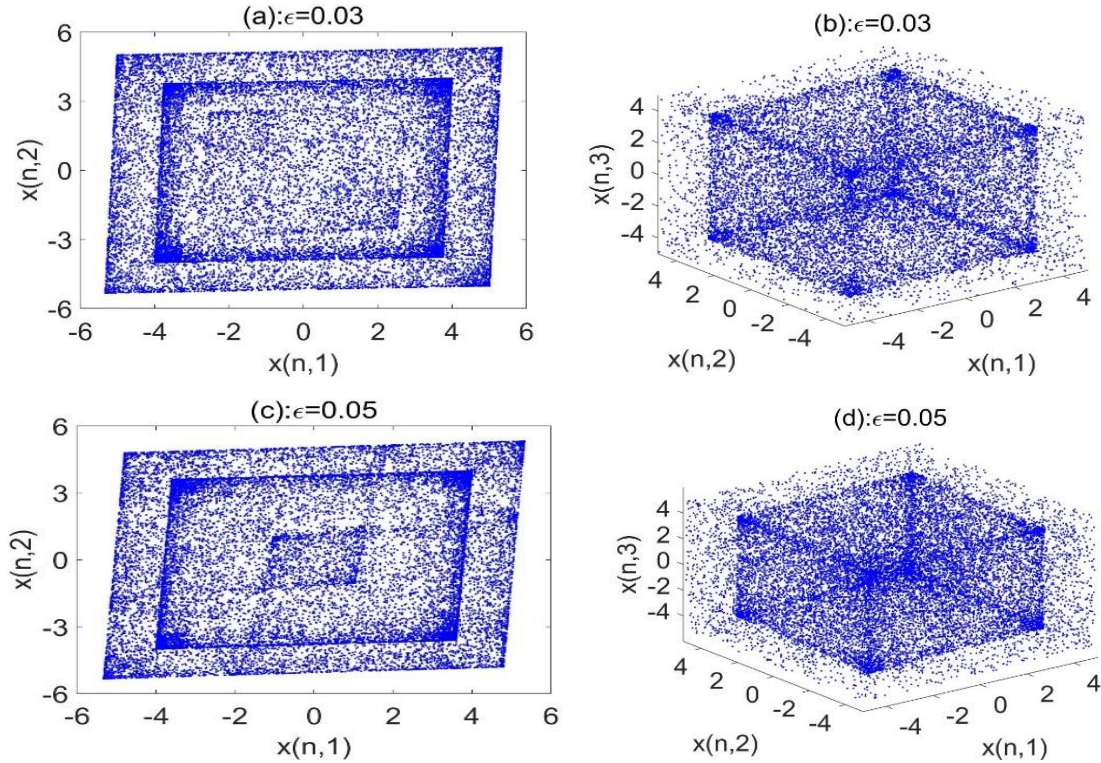 (a):ϵ=0.03
6
3
0
-3
-6
x(n,2)
-6 -4 -2 0 2 4 6
x(n,1)
(b):ϵ=0.03
4
2
0
-2
-4
x(n,3)
4 2 0 -2 -4
x(n,2)
-4 -2 0 2 4
x(n,1)
(c):ϵ=0.05
6
3
0
-3
-6
x(n,2)
-6 -4 -2 0 2 4 6
x(n,1)
(d):ϵ=0.05
4
2
0
-2
-4
x(n,3)
4 2 0 -2 -4
x(n,2)
-4 -2 0 2 4
x(n,1)